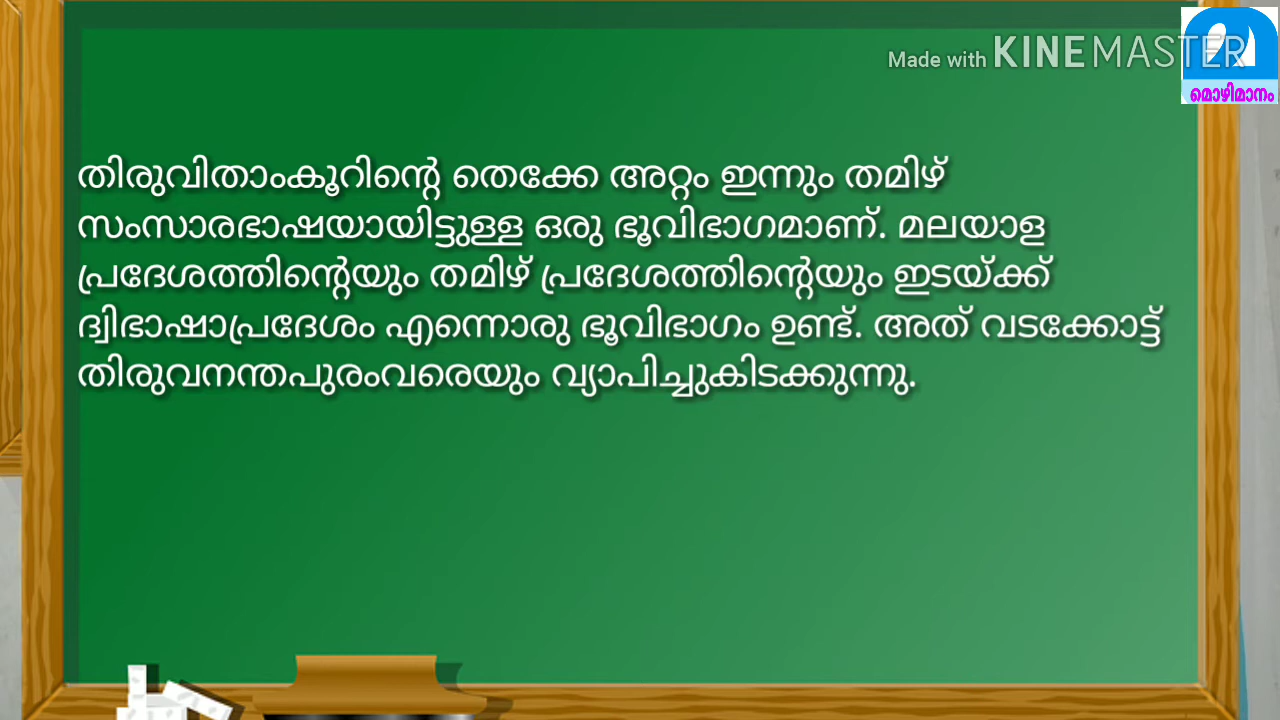 Made with KINEMASTER
മൊഴിമാനം
തിരുവിതാംകൂറിന്റെ തെക്കേ അറ്റം ഇന്നും തമിഴ്
സംസാരഭാഷയായിട്ടുള്ള ഒരു ഭൂവിഭാഗമാണ്. മലയാള
പ്രദേശത്തിന്റെയും തമിഴ് പ്രദേശത്തിന്റെയും ഇടയ്ക്ക്
ദ്വിഭാഷാപ്രദേശം എന്നൊരു ഭൂവിഭാഗം ഉണ്ട്. അത് വടക്കോട്ട്
തിരുവനന്തപുരംവരെയും വ്യാപിച്ചുകിടക്കുന്നു.